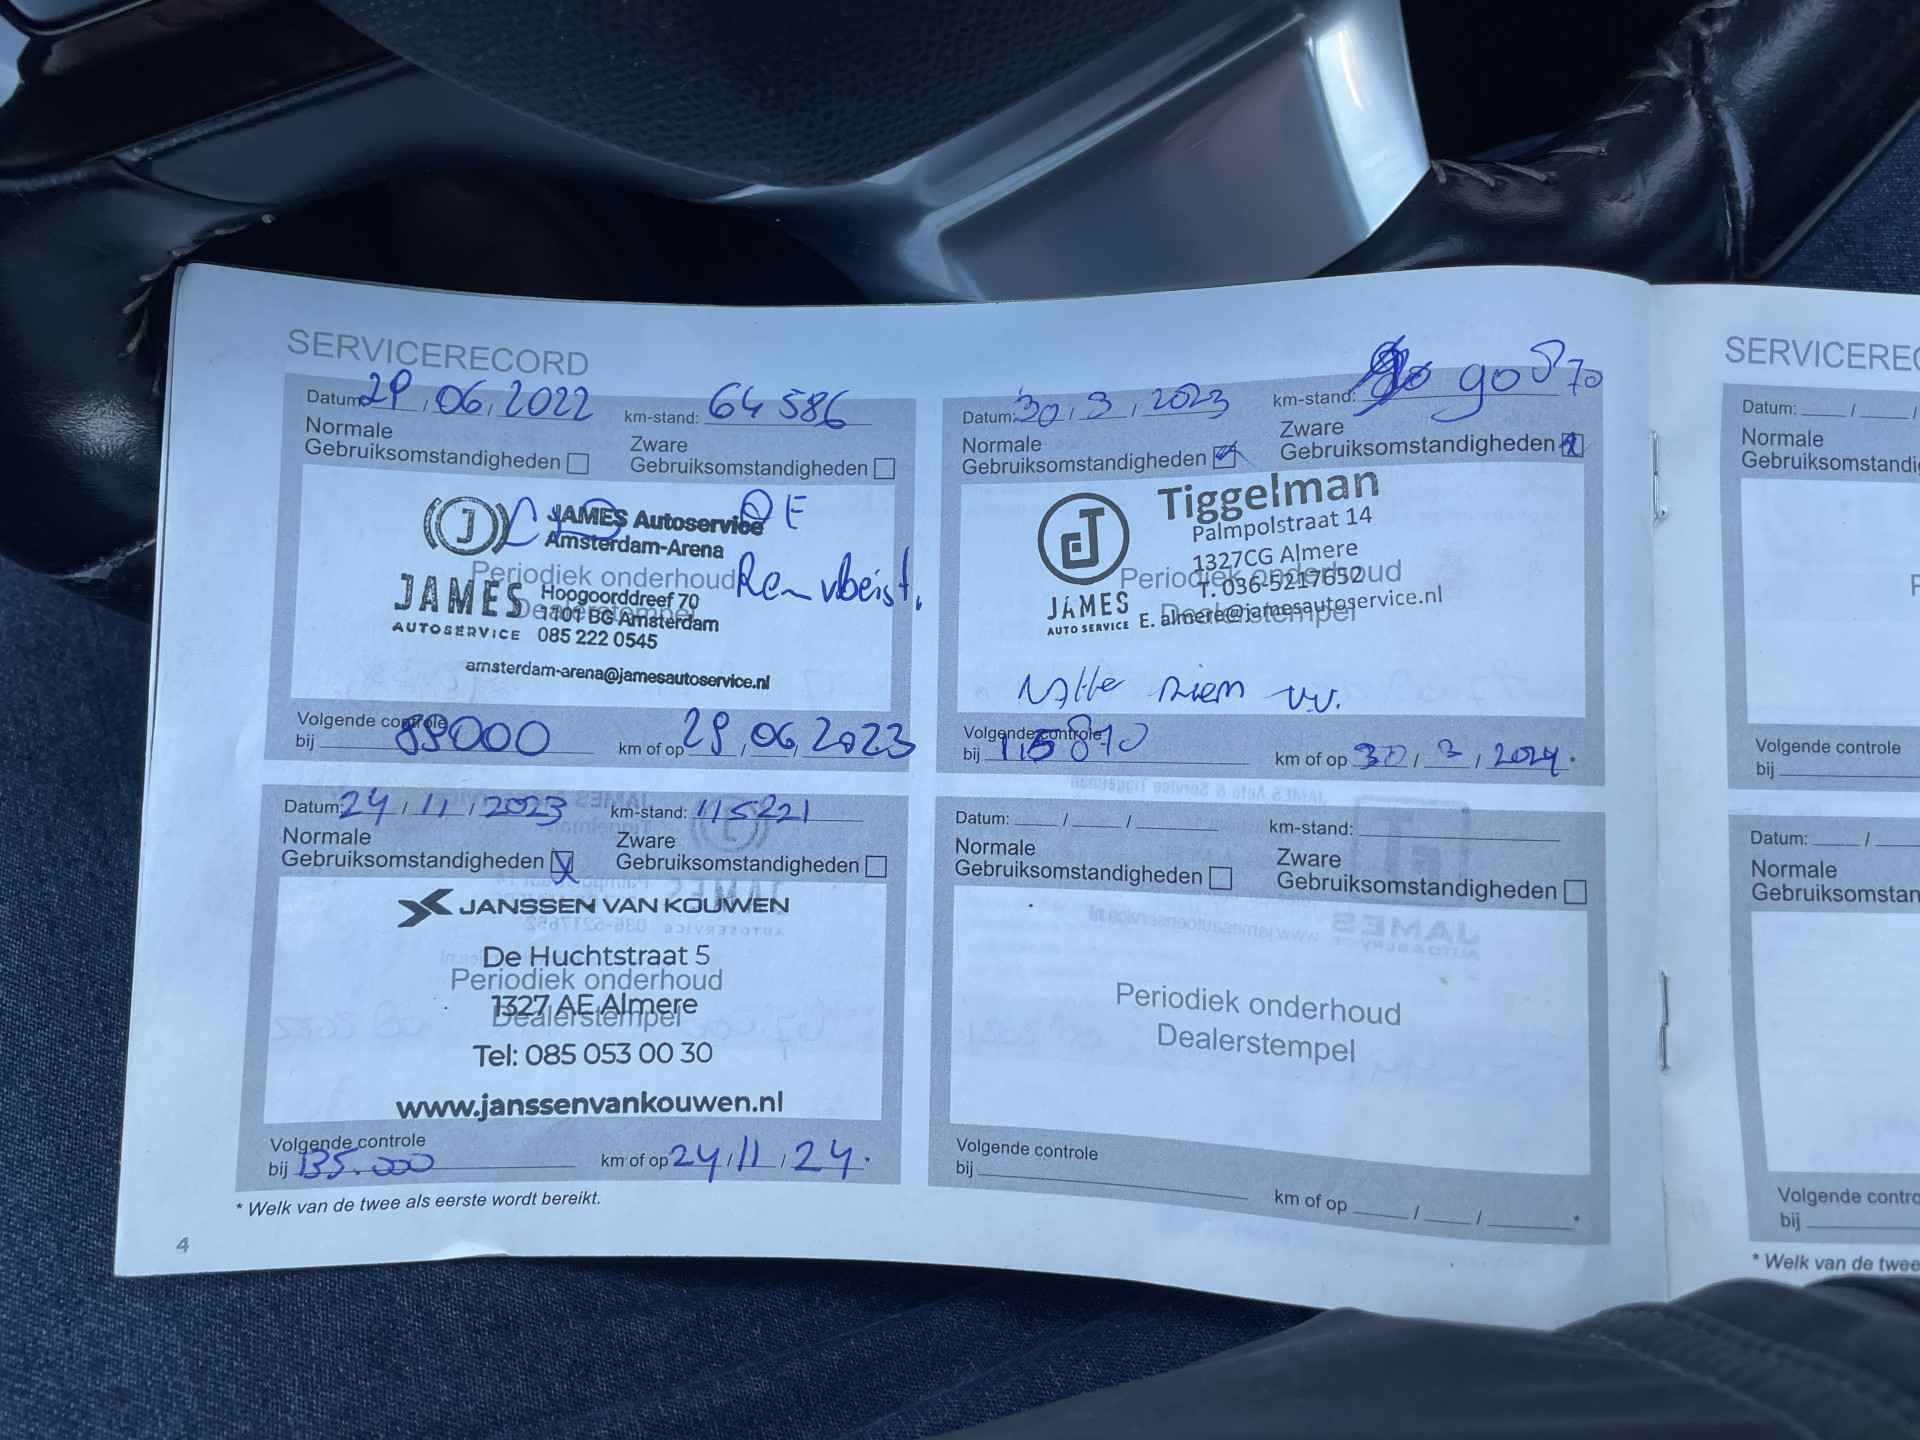 SERVICERECORD
Datum: 29 / 06 / 2022 km-stand: 64 586
Normale
Gebruiksomstandigheden
Zware
Gebruiksomstandigheden
JAMES Autoservice
Amsterdam-Arena
Periodiek onderhoud
Dealerstempel
JAMES
AUTOSERVICE
Hoogoorddreef 70
1101 BG Amsterdam
085 222 0545
amsterdam-arena@jamesautoservice.nl
Volgende controle
bij 89000 km of op 29 / 06 / 2023
Datum: 30 / 3 / 2023 km-stand: 90870
Normale
Gebruiksomstandigheden
Zware
Gebruiksomstandigheden
Tiggelman
Palmpolstraat 14
1327CG Almere
Periodiek onderhoud
T. 036-5217652
Dealerstempel
JAMES
AUTO SERVICE
E. almere@jamesautoservice.nl
riem vv.
Volgende controle
bij 115870 km of op 30 / 3 / 2024 *
Datum: 24 / 11 / 2023 km-stand: 115221
Normale
Gebruiksomstandigheden
Zware
Gebruiksomstandigheden
JANSSEN VAN KOUWEN
De Huchtstraat 5
Periodiek onderhoud
1327 AE Almere
Dealerstempel
Tel: 085 053 00 30
www.janssenvankouwen.nl
Volgende controle
bij 135.000 km of op 24 / 11 / 24 *
Datum: / / km-stand:
Normale
Gebruiksomstandigheden
Zware
Gebruiksomstandigheden
Periodiek onderhoud
Dealerstempel
Volgende controle
bij km of op / / *
* Welk van de twee als eerste wordt bereikt.
4
SERVICEREC
Datum: / /
Normale
Gebruiksomstandig
Volgende controle
bij
Datum: /
Normale
Gebruiksomstan
Volgende contro
bij
* Welk van de twee